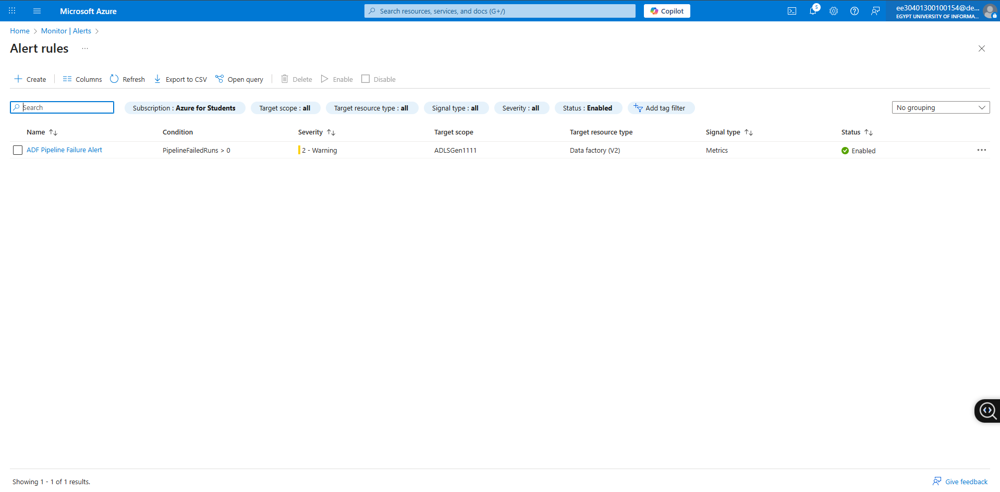 Microsoft Azure
Search resources, services, and docs (G+/)
Copilot
5
ee30401300100154@de...
EGYPT UNIVERSITY OF INFORMA...
Home > Monitor | Alerts >
Alert rules ...
Create
Columns
Refresh
Export to CSV
Open query
Delete
Enable
Disable
Search
Subscription : Azure for Students
Target scope : all
Target resource type : all
Signal type : all
Severity : all
Status : Enabled
Add tag filter
No grouping
Name Condition Severity Target scope Target resource type Signal type Status
ADF Pipeline Failure Alert PipelineFailedRuns > 0 2 - Warning ADLSGen1111 Data factory (V2) Metrics Enabled
Showing 1 - 1 of 1 results.
Give feedback